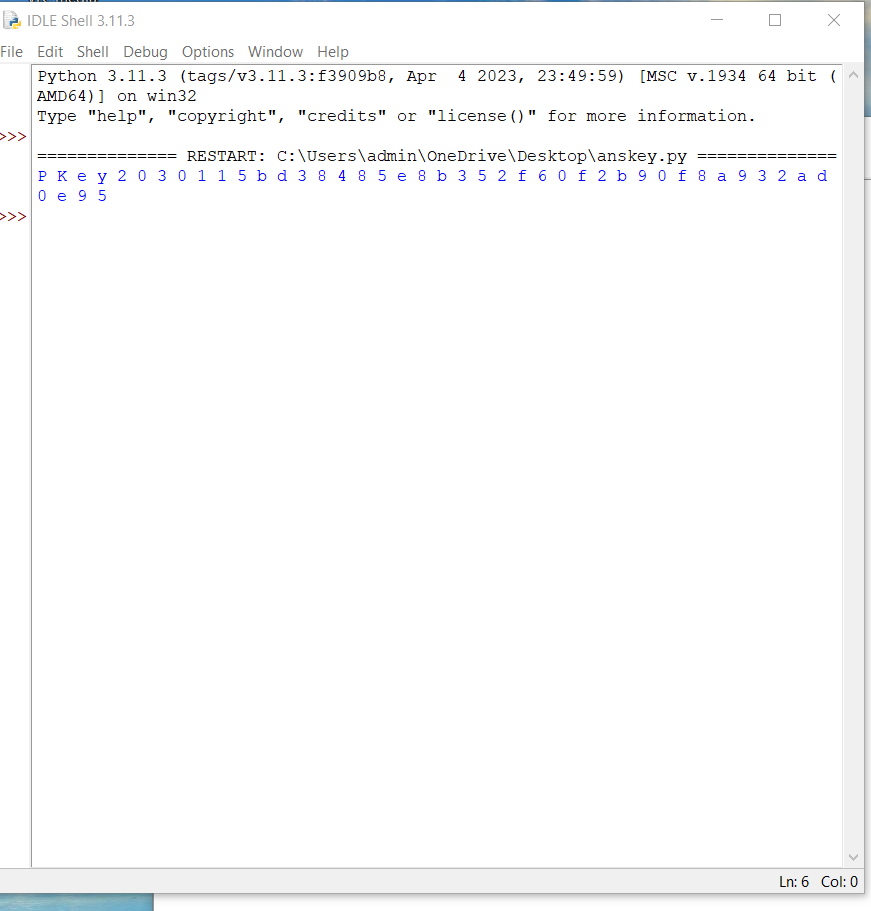 IDLE Shell 3.11.3
File Edit Shell Debug Options Window Help
Python 3.11.3 (tags/v3.11.3:f3909b8, Apr  4 2023, 23:49:59) [MSC v.1934 64 bit (
AMD64)] on win32
Type "help", "copyright", "credits" or "license()" for more information.
>>>
============== RESTART: C:\Users\admin\OneDrive\Desktop\anskey.py ==============
P K e y 2 0 3 0 1 1 5 b d 3 8 4 8 5 e 8 b 3 5 2 f 6 0 f 2 b 9 0 f 8 a 9 3 2 a d
0 e 9 5
>>>
Ln: 6 Col: 0